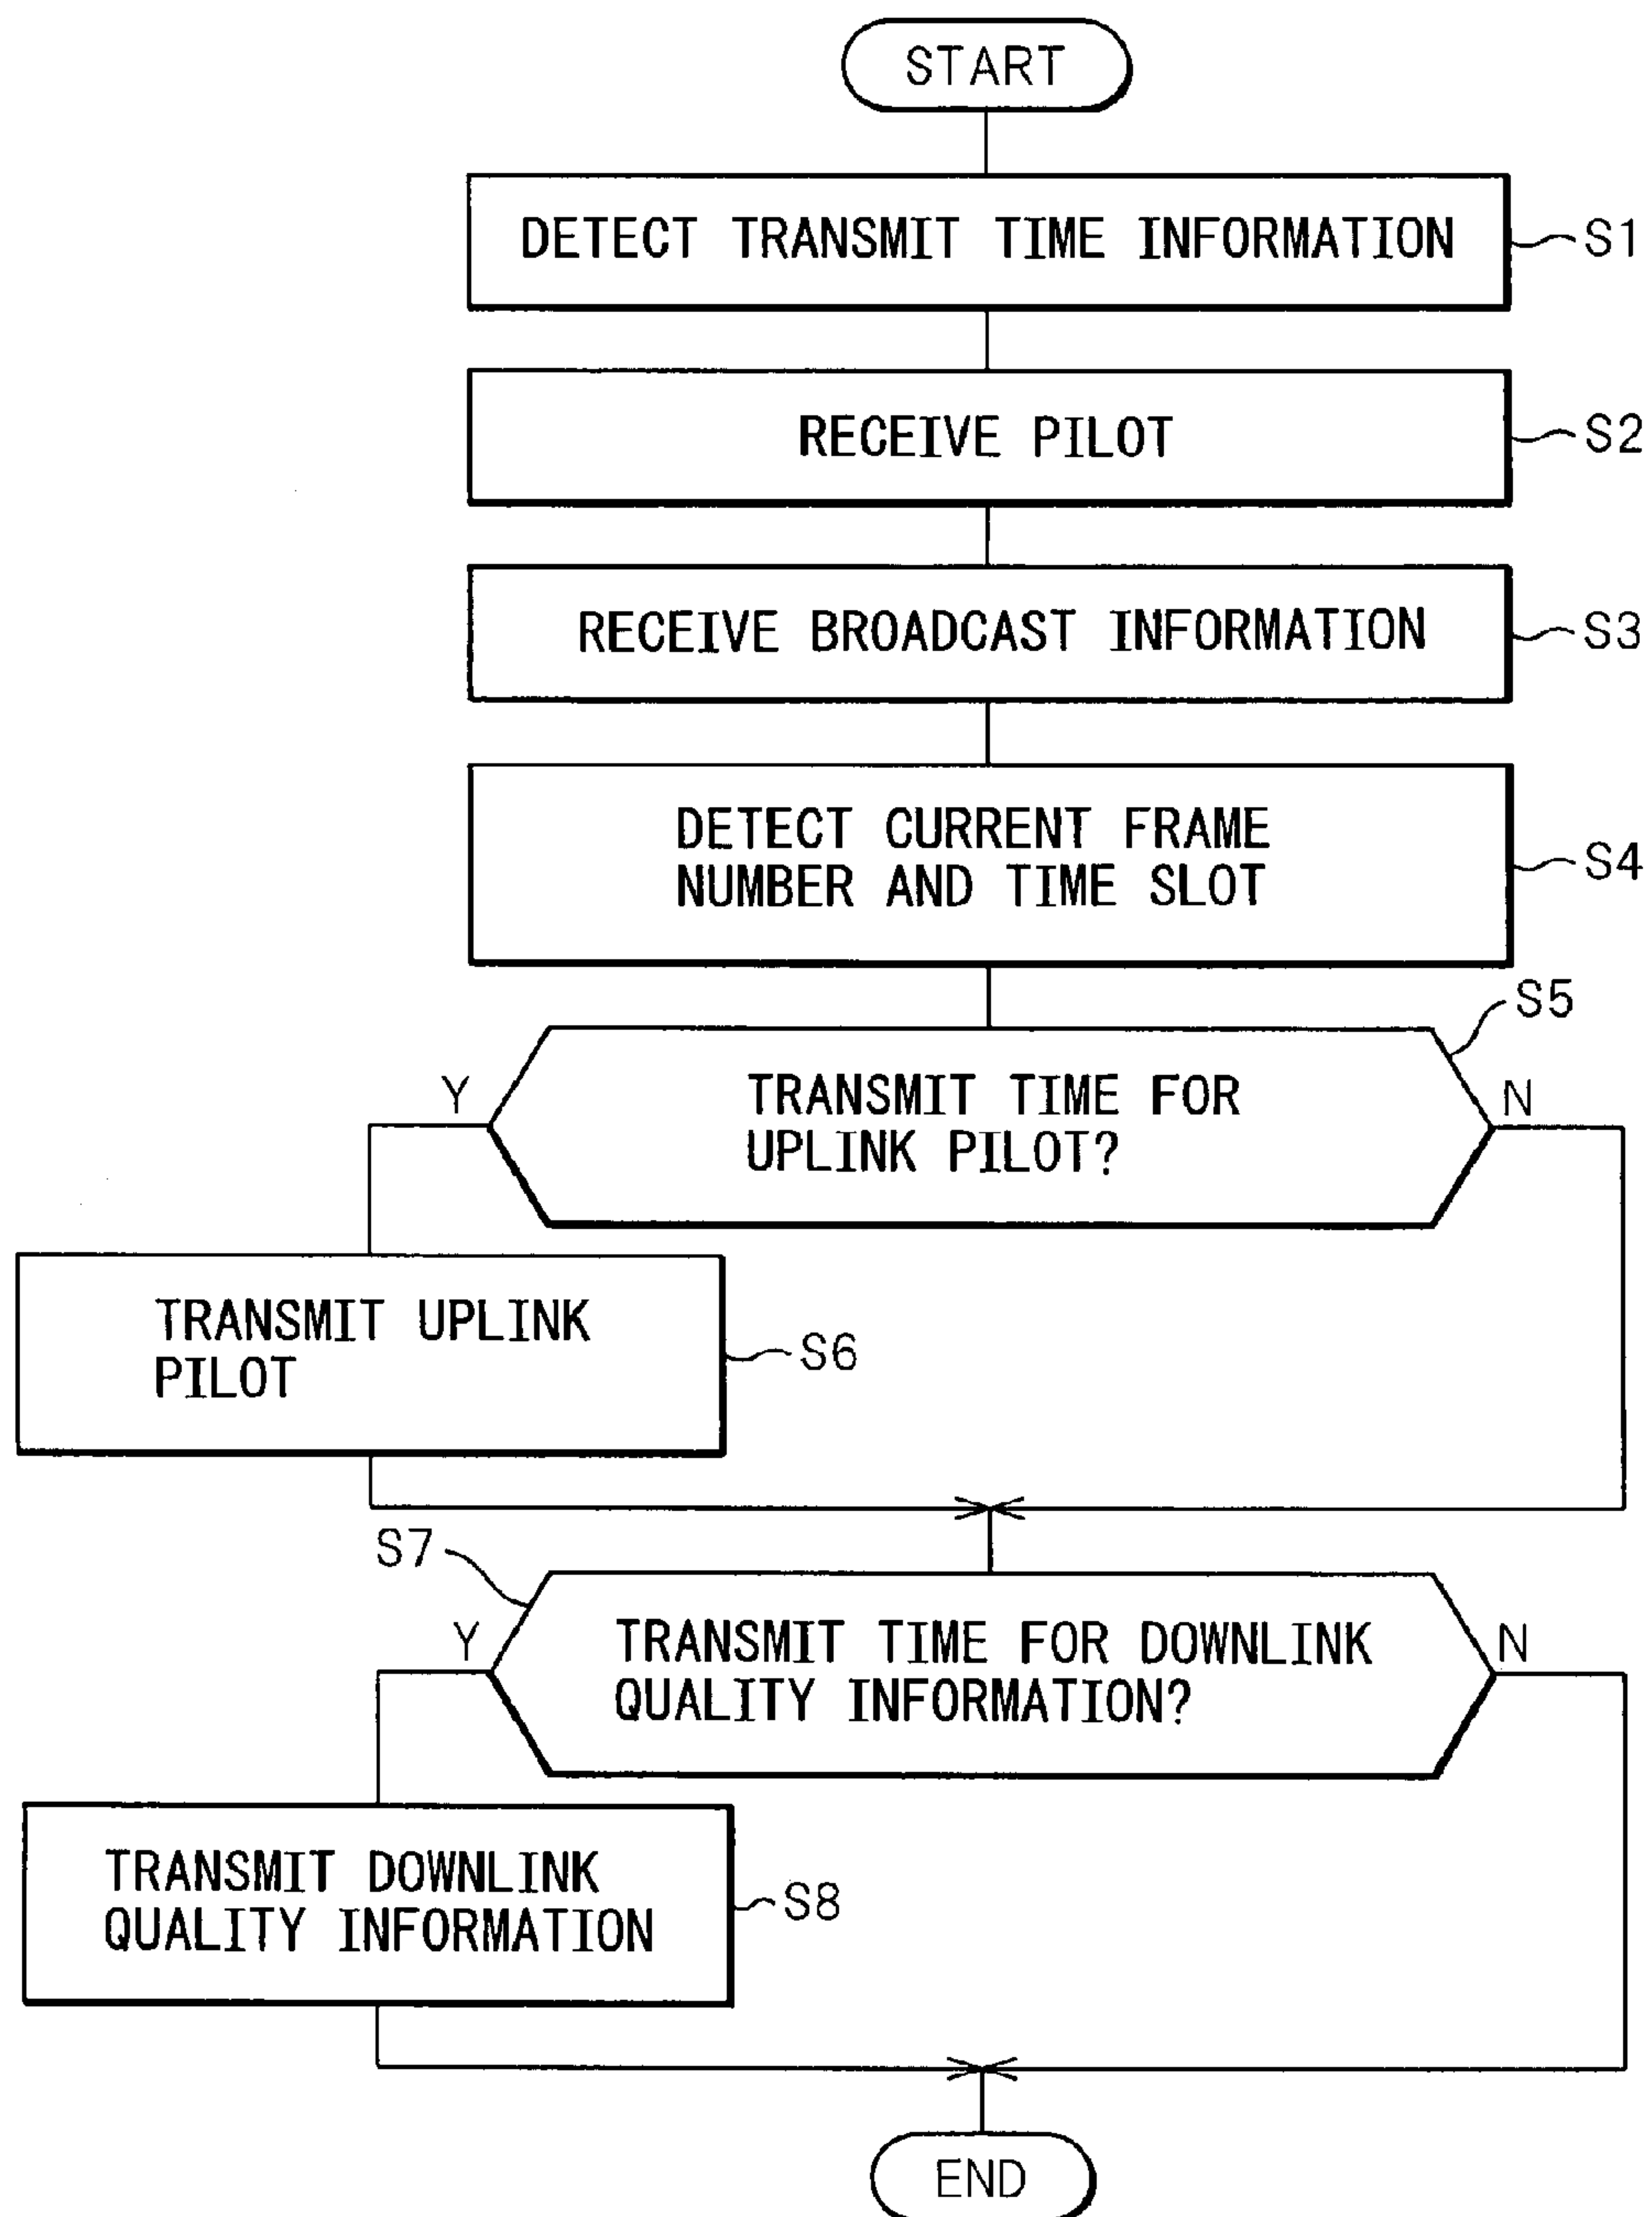 START
DETECT TRANSMIT TIME INFORMATION
S1
RECEIVE PILOT
S2
RECEIVE BROADCAST INFORMATION
S3
DETECT CURRENT FRAME
NUMBER AND TIME SLOT
S4
S5
Y
TRANSMIT TIME FOR
UPLINK PILOT?
N
TRANSMIT UPLINK
PILOT
S6
S7
Y
TRANSMIT TIME FOR DOWNLINK
QUALITY INFORMATION?
N
TRANSMIT DOWNLINK
QUALITY INFORMATION
S8
END